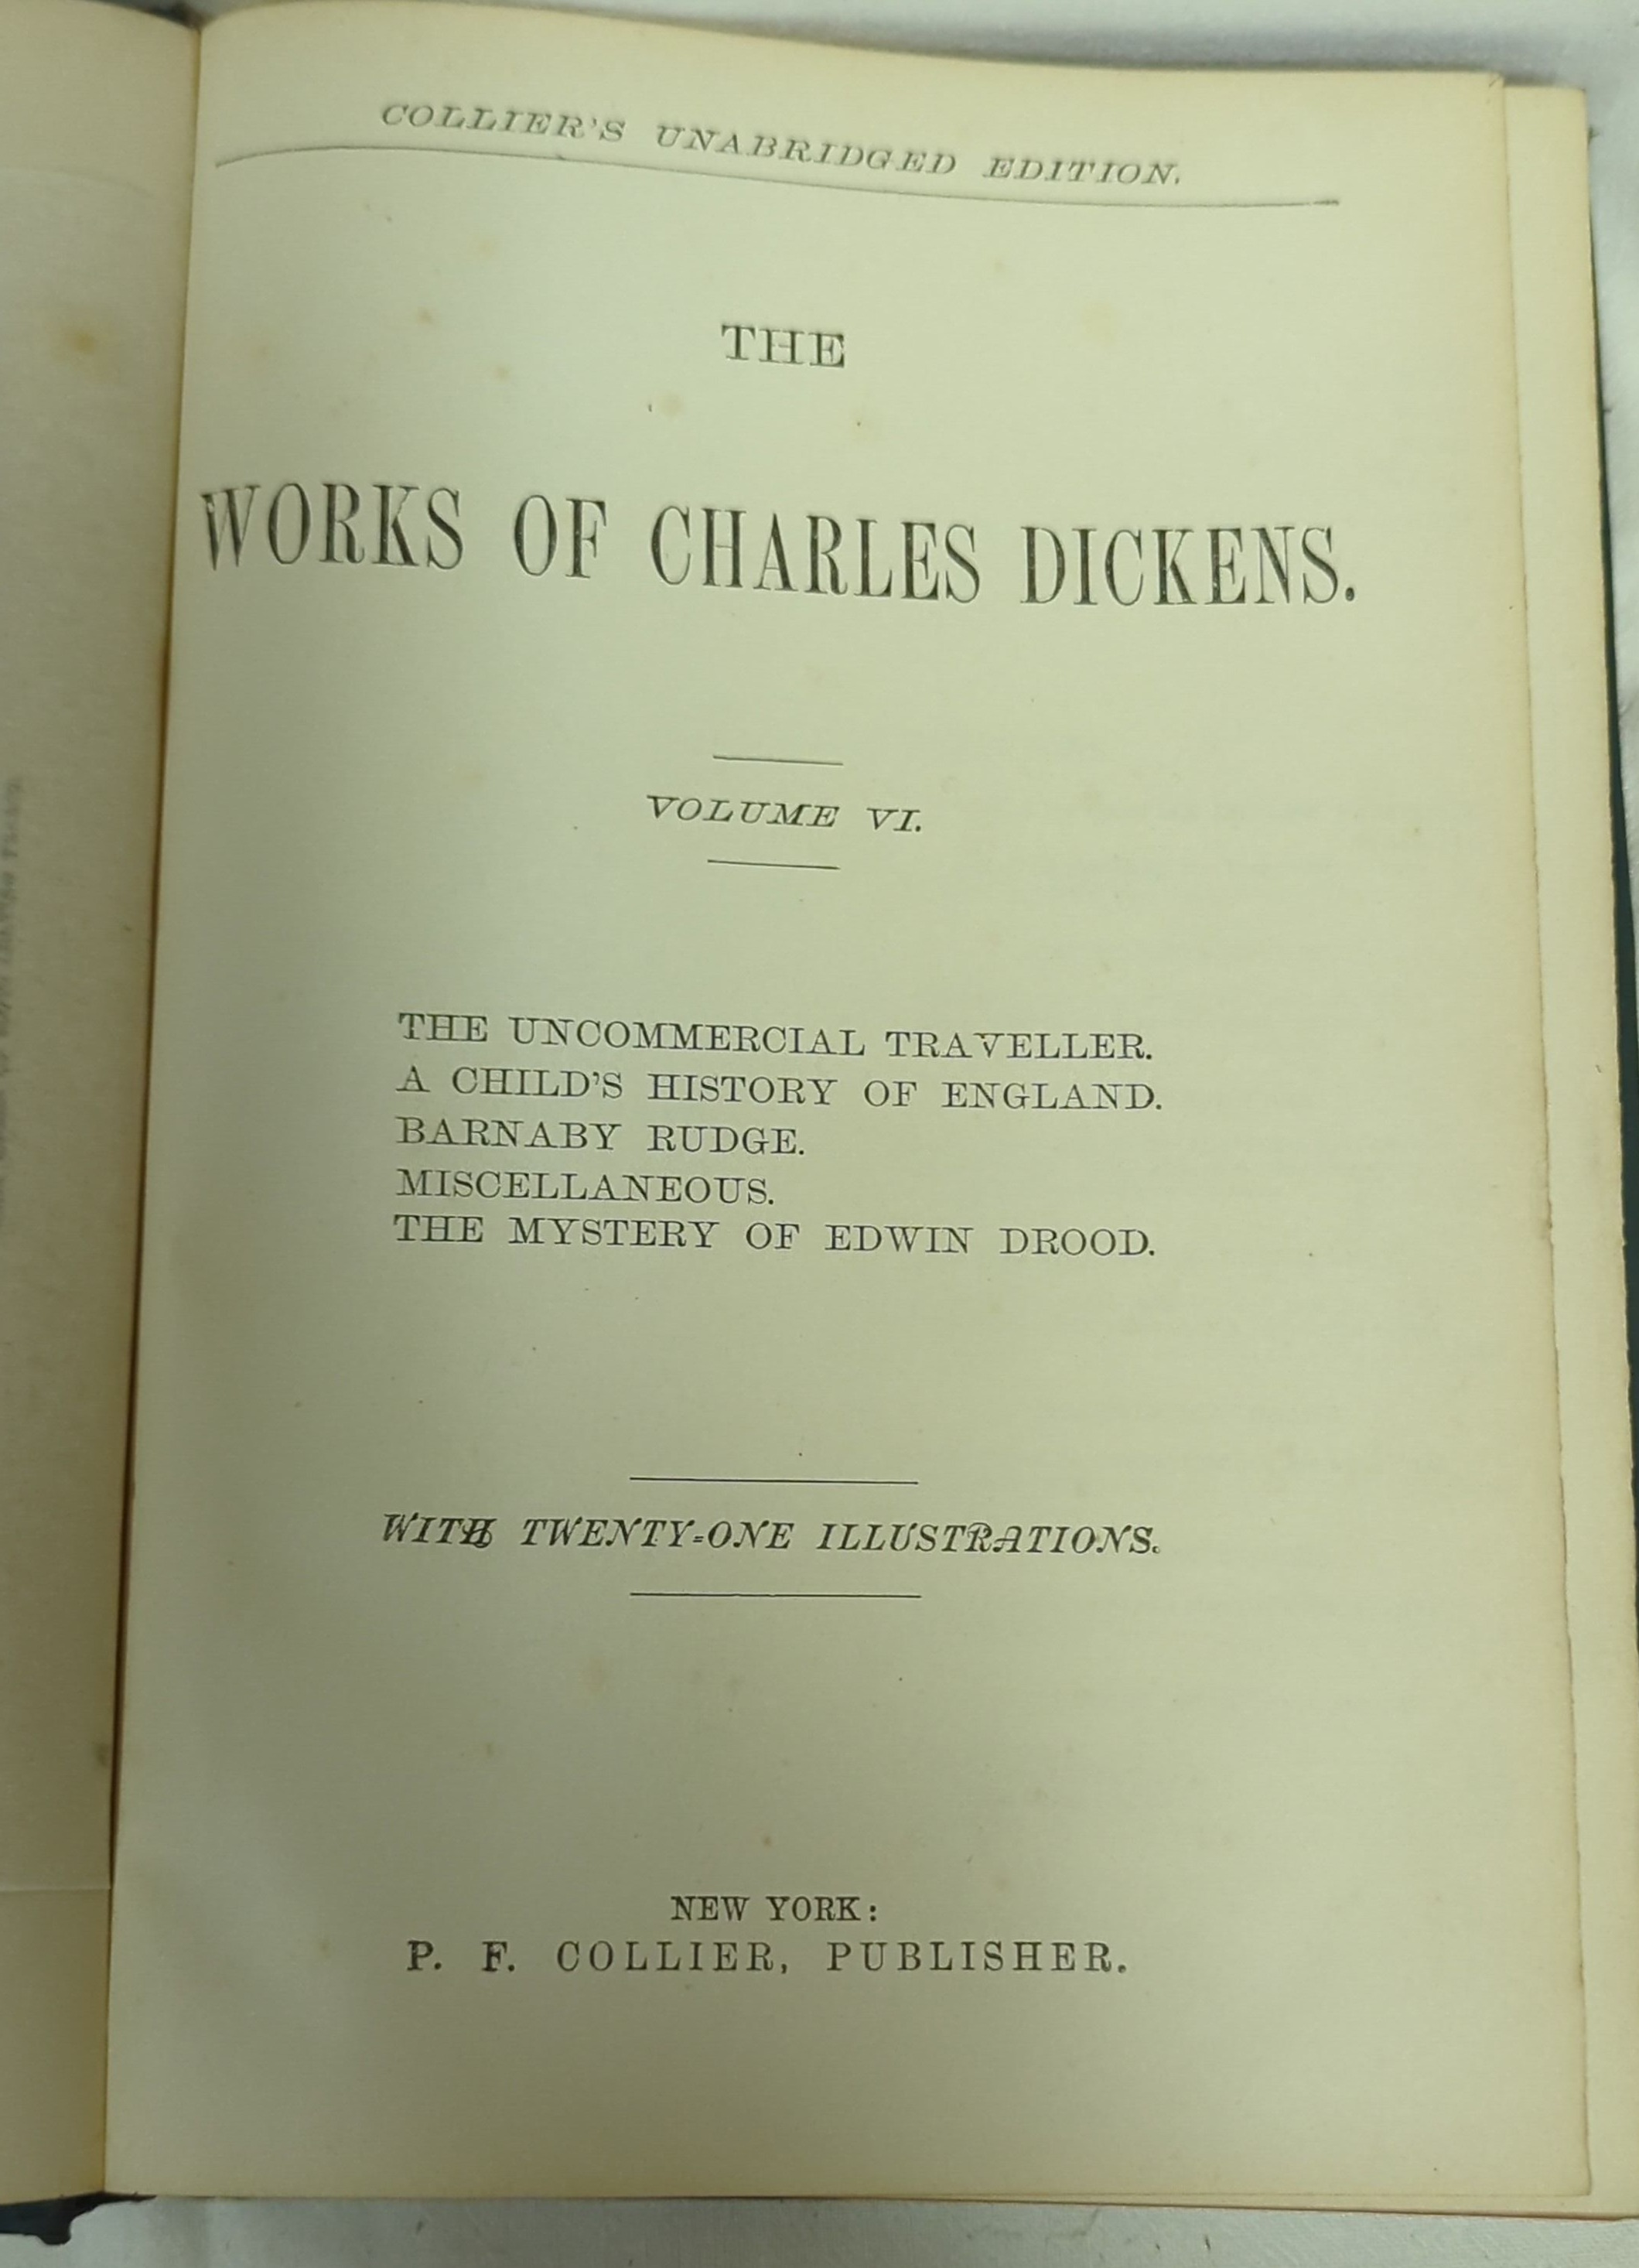 COLLIER'S UNABRIDGED EDITION.
THE
WORKS OF CHARLES DICKENS.
VOLUME VI.
THE UNCOMMERCIAL TRAVELLER.
A CHILD'S HISTORY OF ENGLAND.
BARNABY RUDGE.
MISCELLANEOUS.
THE MYSTERY OF EDWIN DROOD.
WITH TWENTY-ONE ILLUSTRATIONS.
NEW YORK:
P. F. COLLIER, PUBLISHER.